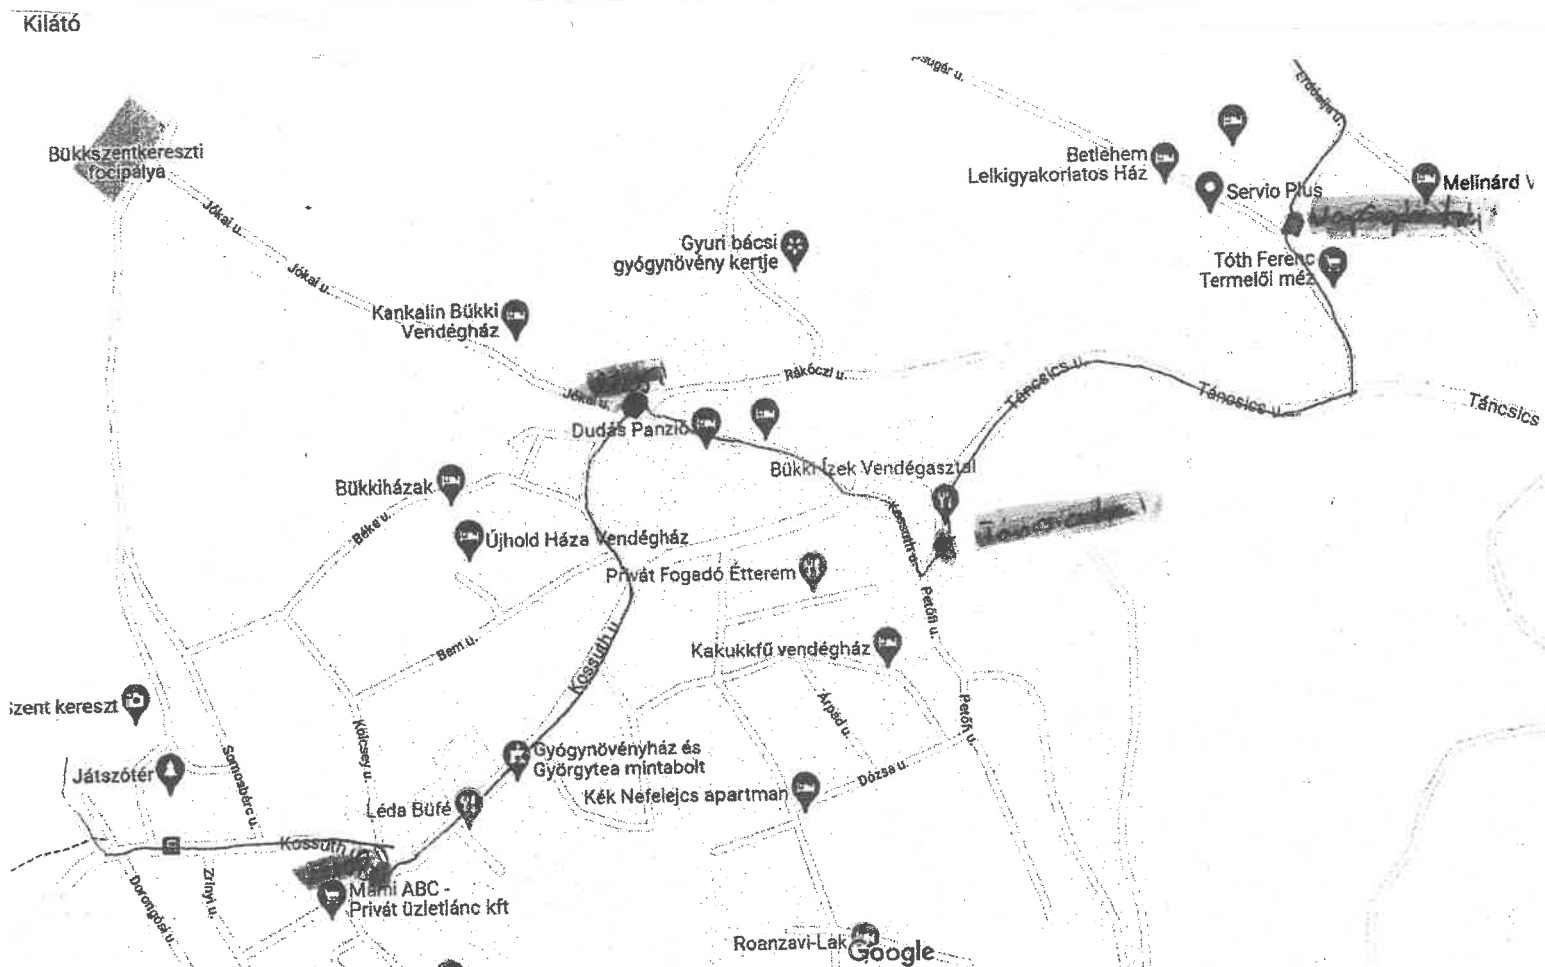 Kilátó
Erdőalja u.
Betlehem
Lelkigyakorlatos Ház
Servio Plus
Melinárd V
Bükkszentkereszti
focipálya
Jókai u.
Jókai u.
Gyuri bácsi
gyógynövény kertje
Tóth Ferenc
Termelői méz
Kankalin Bükki
Vendégház
Rákóczi u.
Jókai u.
Táncsics u.
Táncsics u.
Táncsics
Dudás Panzió
Bükki Ízek Vendégasztal
Bükkiházak
Béke u.
Kossuth u.
Újhold Háza Vendégház
Privát Fogadó Étterem
Petőfi u.
Bem u.
Kossuth u.
Kakukkfű vendégház
Szent kereszt
Árpád u.
Petőfi u.
Kölcsey u.
Somosbérc u.
Játszótér
Gyógynövényház és
Györgytea mintabolt
Dózsa u.
Kék Nefelejcs apartman
Léda Büfé
Kossuth u.
Zrínyi u.
Dorongósi u.
Mami ABC -
Privát üzletlánc kft
Roanzavi-Lak
Google